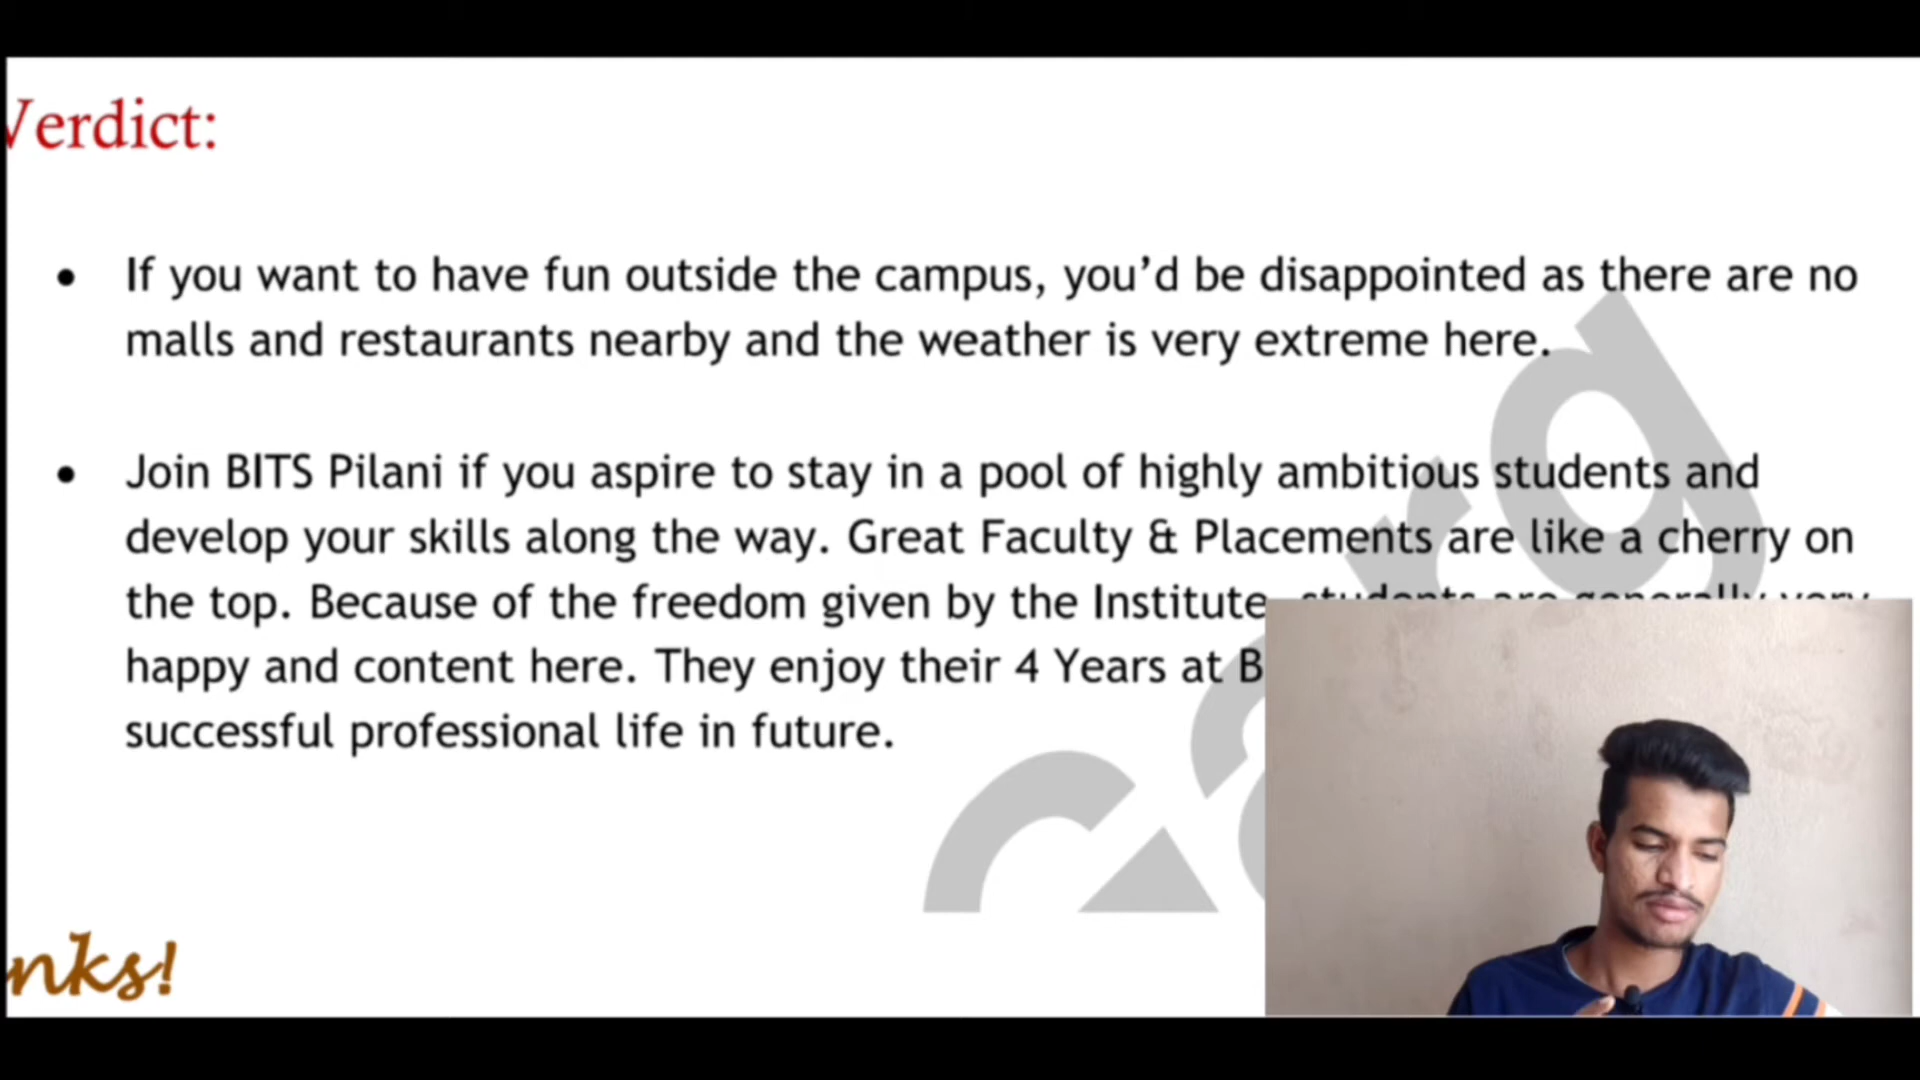 Verdict:
If you want to have fun outside the campus, you’d be disappointed as there are no
malls and restaurants nearby and the weather is very extreme here.
Join BITS Pilani if you aspire to stay in a pool of highly ambitious students and
develop your skills along the way. Great Faculty & Placements are like a cherry on
the top. Because of the freedom given by the Institute, students are generally very
happy and content here. They enjoy their 4 Years at B
successful professional life in future.
nks!